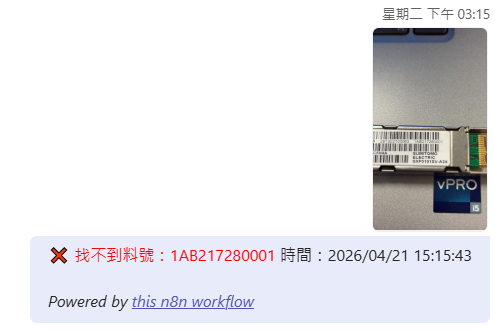 星期二 下午 03:15
SUMITOMO
ELECTRIC
vPRO
i5
❌ 找不到料號：1AB217280001 時間：2026/04/21 15:15:43
Powered by this n8n workflow